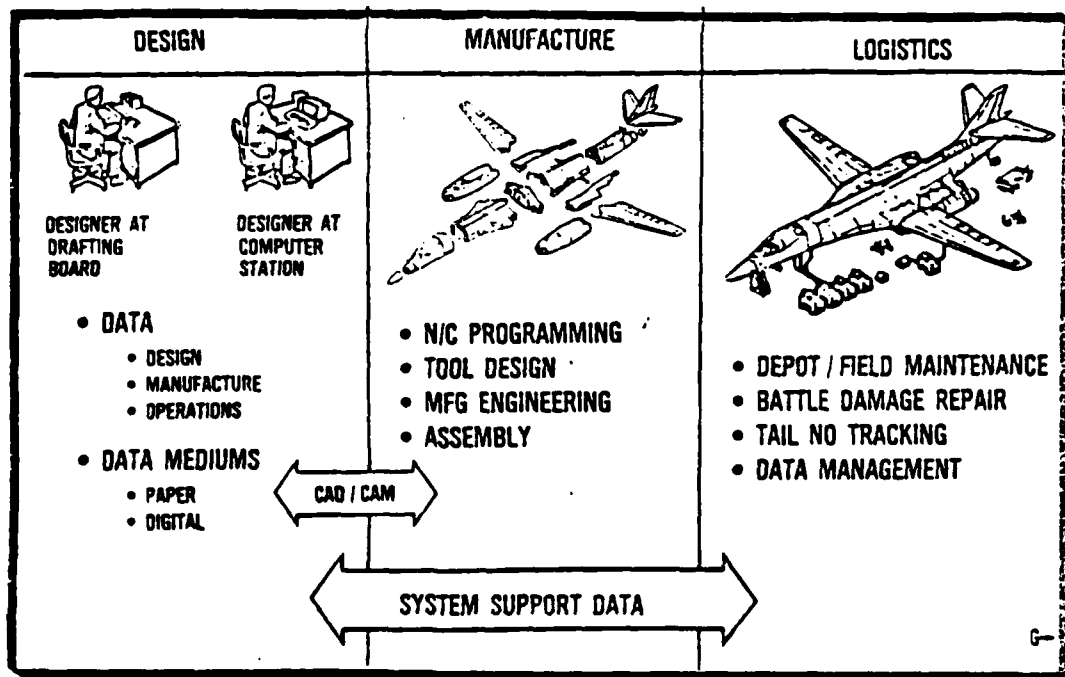 DESIGN
MANUFACTURE
LOGISTICS
DESIGNER AT
DRAFTING
BOARD
DESIGNER AT
COMPUTER
STATION
• DATA
• DESIGN
• MANUFACTURE
• OPERATIONS
• DATA MEDIUMS
• PAPER
• DIGITAL
CAD / CAM
• N/C PROGRAMMING
• TOOL DESIGN
• MFG ENGINEERING
• ASSEMBLY
• DEPOT / FIELD MAINTENANCE
• BATTLE DAMAGE REPAIR
• TAIL NO TRACKING
• DATA MANAGEMENT
SYSTEM SUPPORT DATA
G–